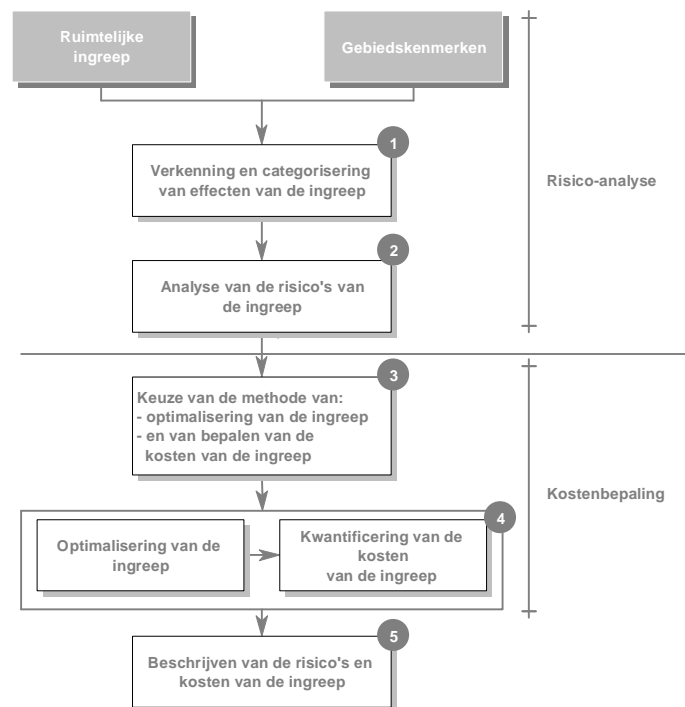 Ruimtelijke
ingreep
Gebiedskenmerken
1
Verkenning en categorisering
van effecten van de ingreep
Risico-analyse
2
Analyse van de risico's van
de ingreep
3
Keuze van de methode van:
- optimalisering van de ingreep
- en van bepalen van de
kosten van de ingreep
Kostenbepaling
4
Optimalisering van de
ingreep
Kwantificering van de
kosten
van de ingreep
5
Beschrijven van de risico's en
kosten van de ingreep